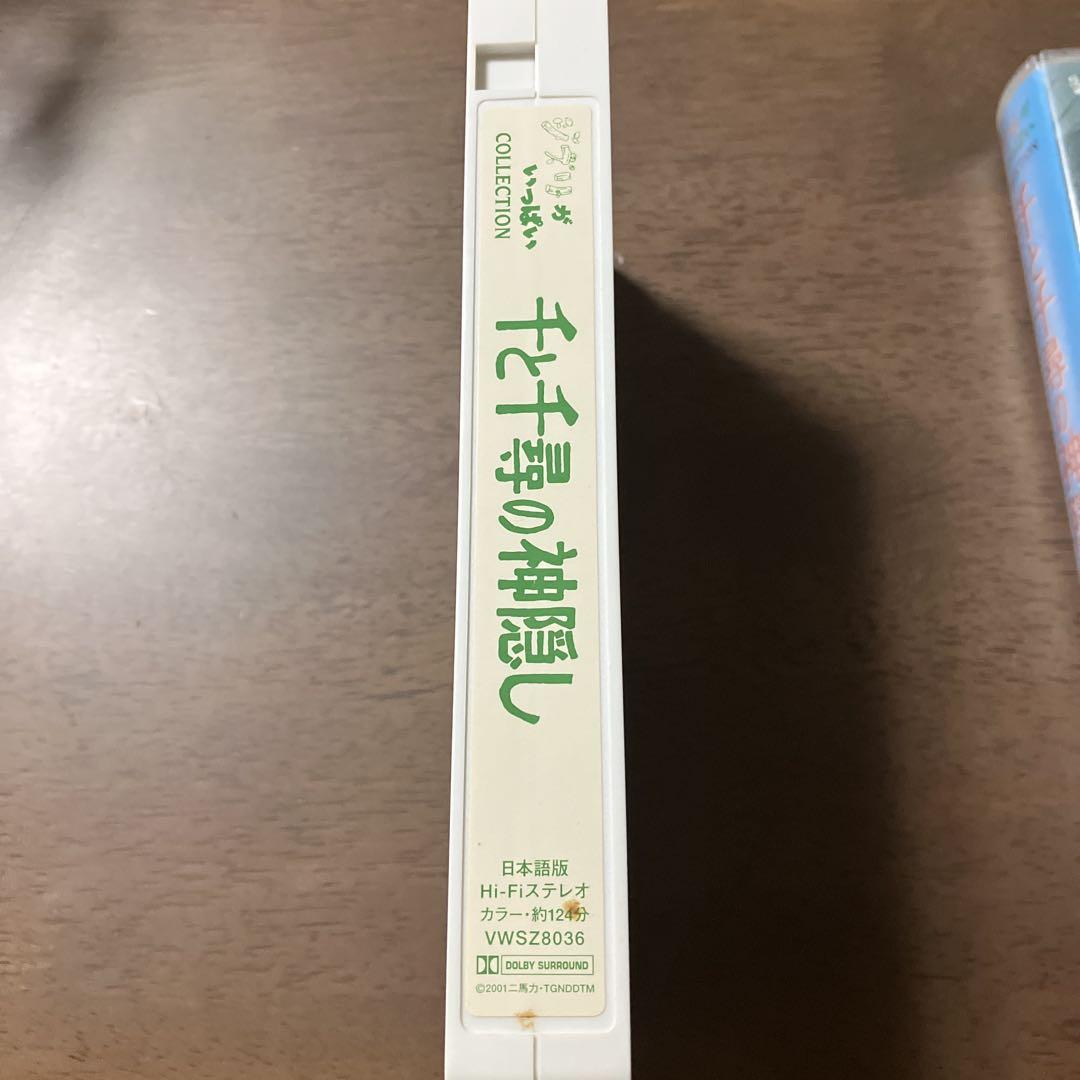 ジブリが
いっぱい
COLLECTION
千と千尋の神隠し
日本語版
Hi-Fiステレオ
カラー・約124分
VWSZ8036
DOLBY SURROUND
©2001二馬力・TGNDDTM